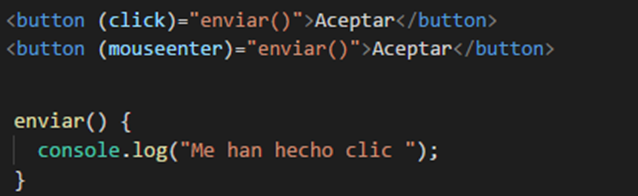 <button (click)="enviar()">Aceptar</button>
<button (mouseenter)="enviar()">Aceptar</button>
enviar() {
console.log("Me han hecho clic ");
}